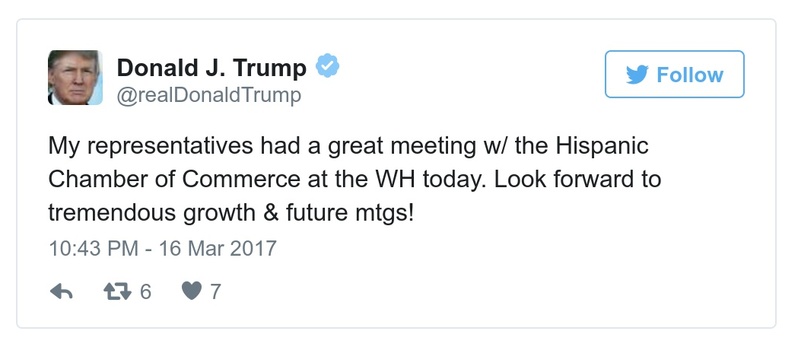 Donald J. Trump
@realDonaldTrump
Follow
My representatives had a great meeting w/ the Hispanic
Chamber of Commerce at the WH today. Look forward to
tremendous growth & future mtgs!
10:43 PM - 16 Mar 2017
6 7